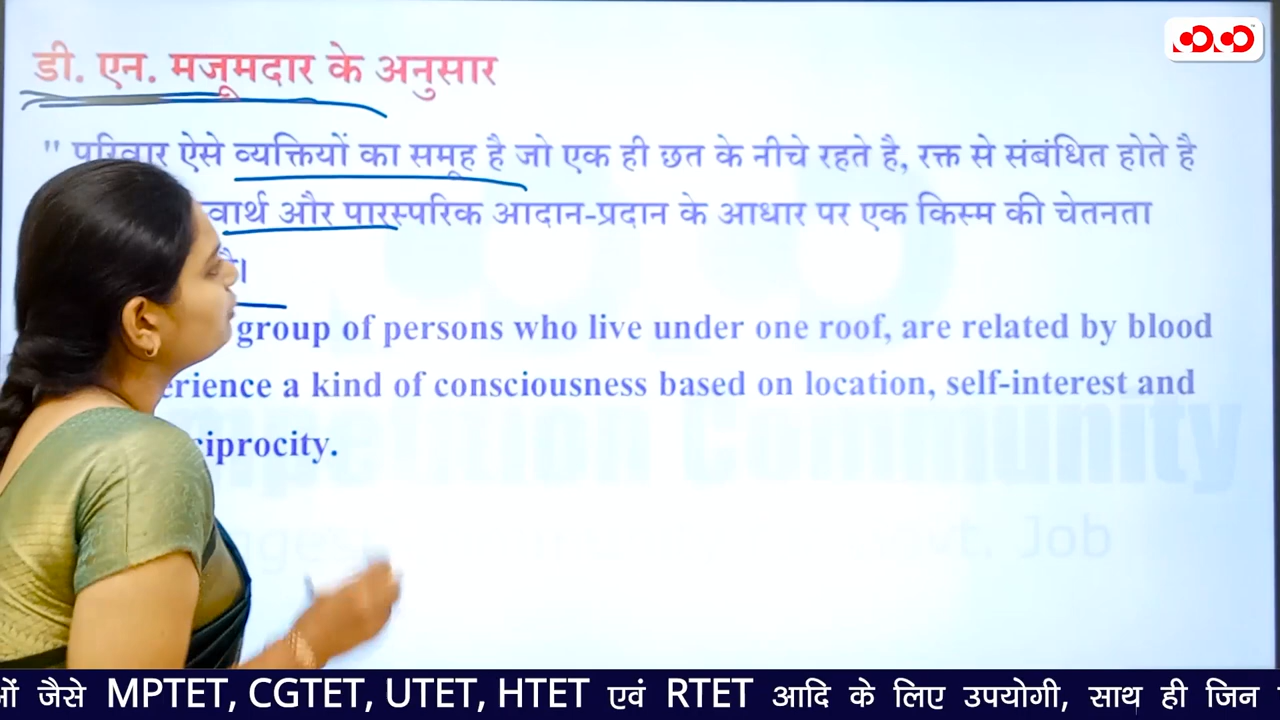 डी. एन. मजूमदार के अनुसार
" परिवार ऐसे व्यक्तियों का समूह है जो एक ही छत के नीचे रहते है, रक्त से संबंधित होते है
वार्थ और पारस्परिक आदान-प्रदान के आधार पर एक किस्म की चेतनता
है।
group of persons who live under one roof, are related by blood
erience a kind of consciousness based on location, self-interest and
ciprocity.
Community
Job
ओं जैसे MPTET, CGTET, UTET, HTET एवं RTET आदि के लिए उपयोगी, साथ ही जिन